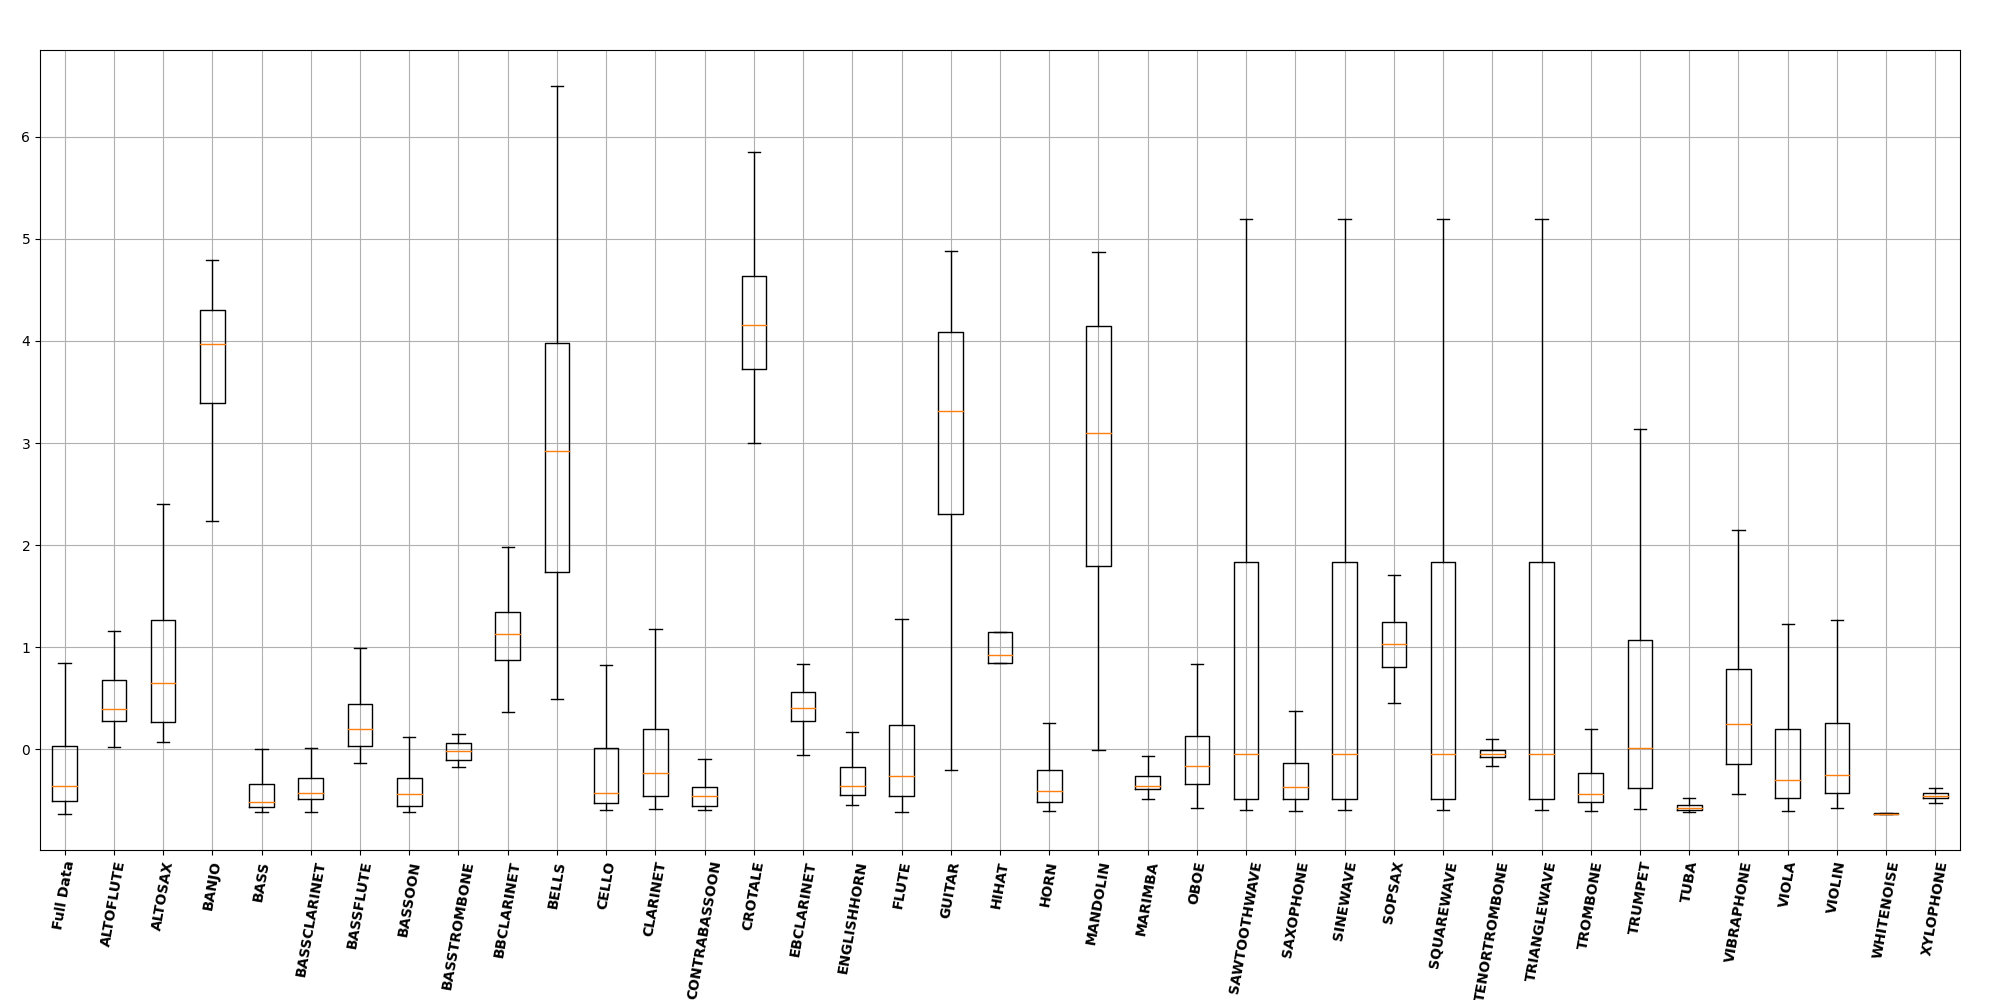 6
5
4
3
2
1
0
Full Data
ALTOFLUTE
ALTOSAX
BANJO
BASS
BASSCLARINET
BASSFLUTE
BASSOON
BASSTROMBONE
BBCLARINET
BELLS
CELLO
CLARINET
CONTRABASSOON
CROTALE
EBCLARINET
ENGLISHHORN
FLUTE
GUITAR
HIHAT
HORN
MANDOLIN
MARIMBA
OBOE
SAWTOOTHWAVE
SAXOPHONE
SINEWAVE
SOPSAX
SQUAREWAVE
TENORTROMBONE
TRIANGLEWAVE
TROMBONE
TRUMPET
TUBA
VIBRAPHONE
VIOLA
VIOLIN
WHITENOISE
XYLOPHONE